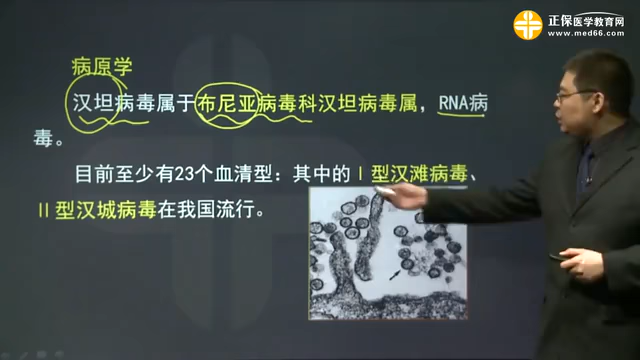 正保医学教育网
www.med66.com
病原学
汉坦病毒属于布尼亚病毒科汉坦病毒属，RNA病
毒。
目前至少有23个血清型：其中的Ⅰ型汉滩病毒、
Ⅱ型汉城病毒在我国流行。